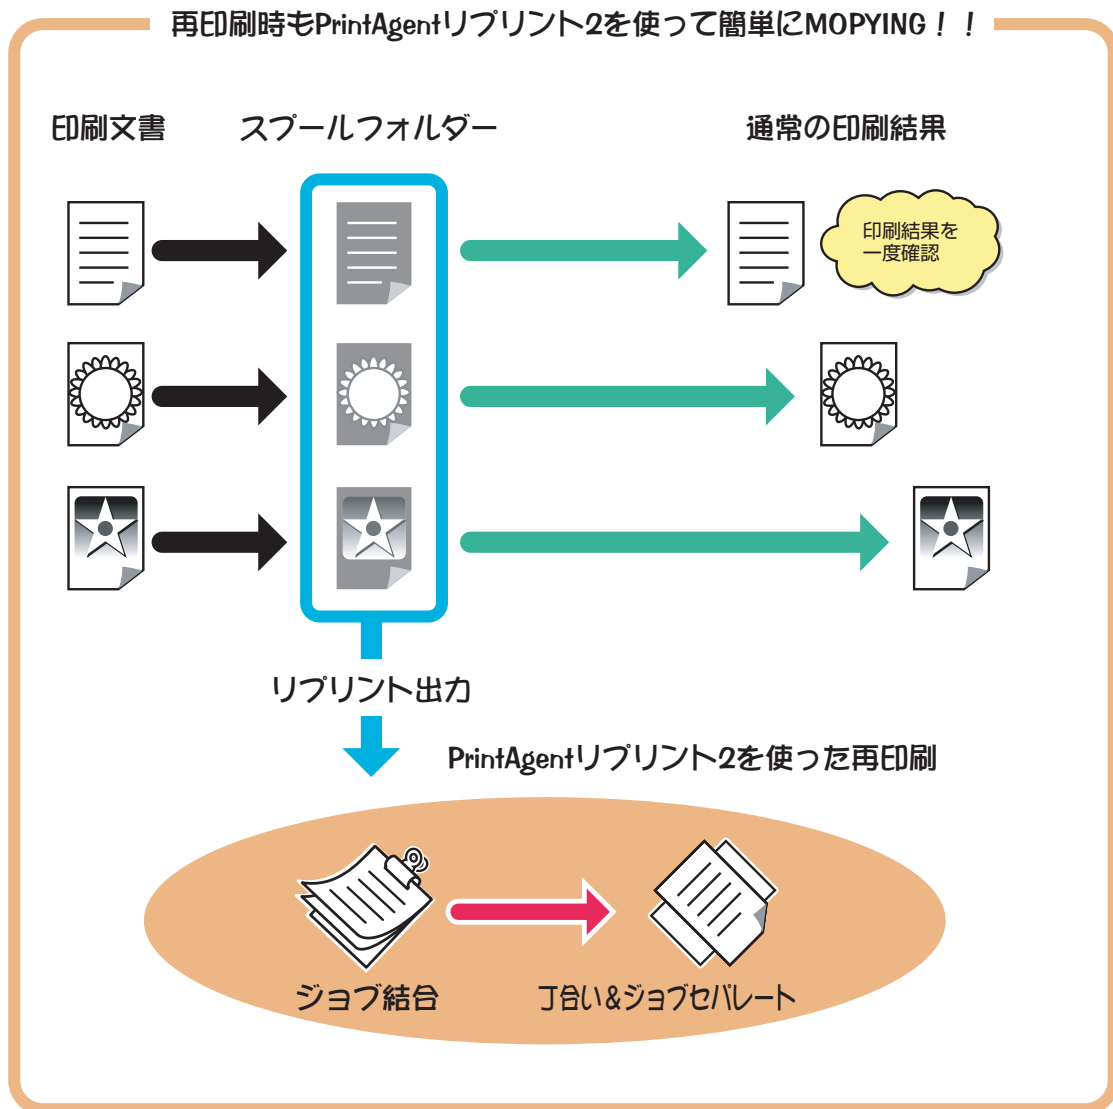 再印刷時もPrintAgentリプリント2を使って簡単にMOPYING！！
印刷文書
スプールフォルダー
通常の印刷結果
印刷結果を
一度確認
リプリント出力
PrintAgentリプリント2を使った再印刷
ジョブ結合
丁合い&ジョブセパレート